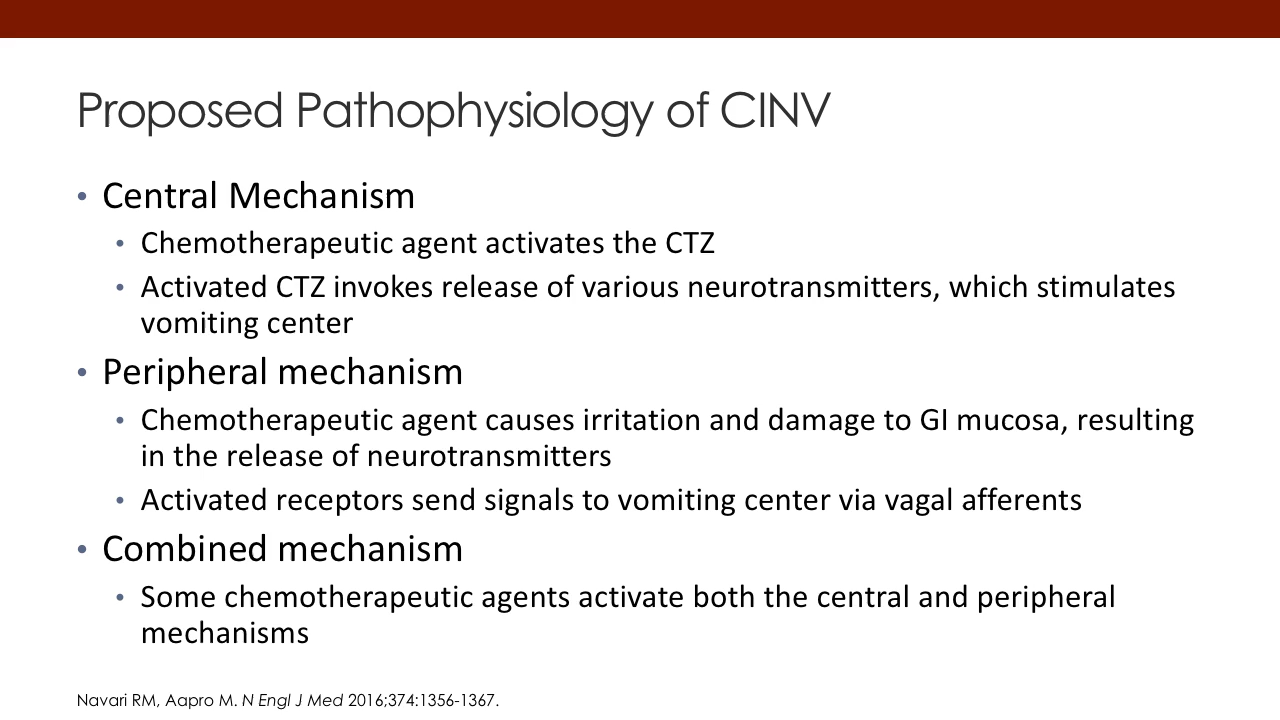 Proposed Pathophysiology of CINV
• Central Mechanism
• Chemotherapeutic agent activates the CTZ
• Activated CTZ invokes release of various neurotransmitters, which stimulates
vomiting center
• Peripheral mechanism
• Chemotherapeutic agent causes irritation and damage to GI mucosa, resulting
in the release of neurotransmitters
• Activated receptors send signals to vomiting center via vagal afferents
• Combined mechanism
• Some chemotherapeutic agents activate both the central and peripheral
mechanisms
Navari RM, Aapro M. N Engl J Med 2016;374:1356-1367.